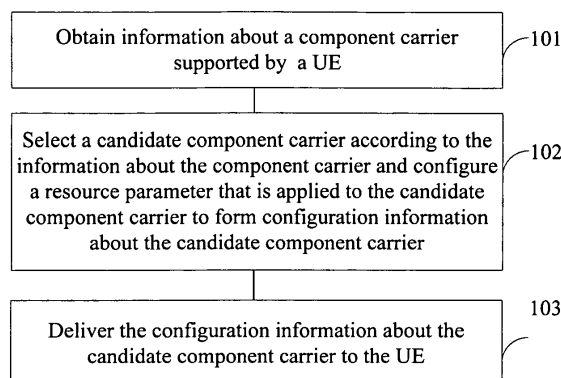 Obtain information about a component carrier
supported by a UE
101
Select a candidate component carrier according to the
information about the component carrier and configure
a resource parameter that is applied to the candidate
component carrier to form configuration information
about the candidate component carrier
102
Deliver the configuration information about the
candidate component carrier to the UE
103